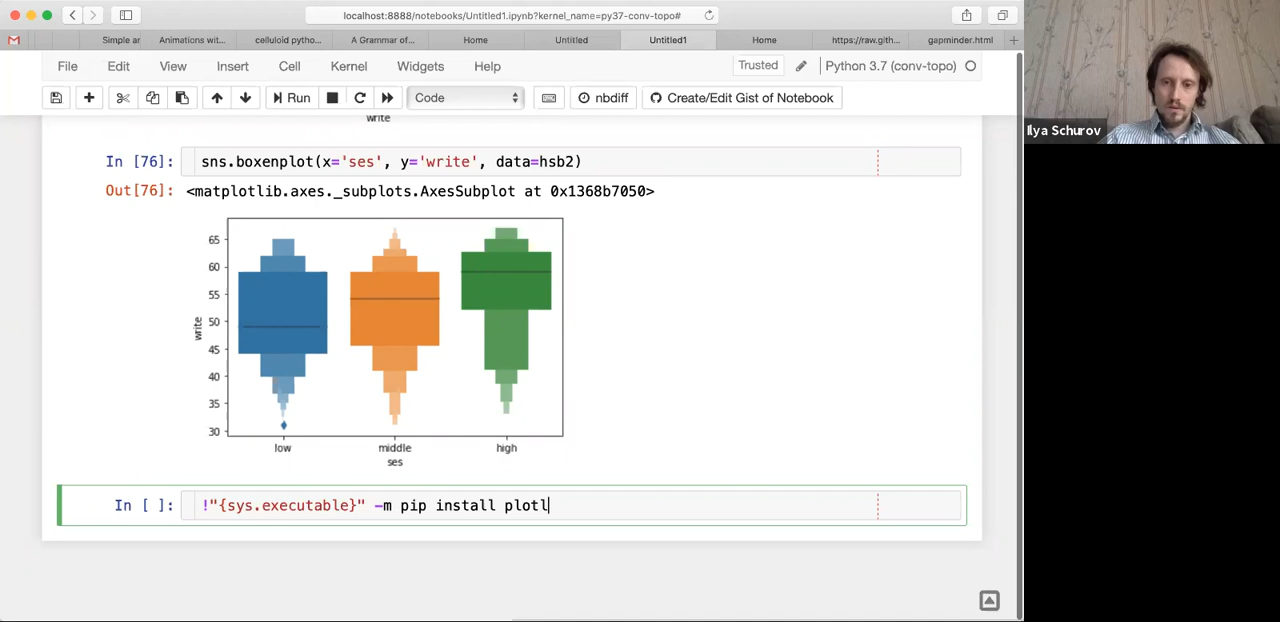 localhost:8888/notebooks/Untitled1.ipynb?kernel_name=py37-conv-topo#
Simple ar
Animations wit...
celluloid pytho...
A Grammar of...
Home
Untitled
Untitled1
Home
https://raw.gith...
gapminder.html
File Edit View Insert Cell Kernel Widgets Help
Trusted
Python 3.7 (conv-topo)
Run
Code
nbdiff
Create/Edit Gist of Notebook
write
In [76]: sns.boxenplot(x='ses', y='write', data=hsb2)
Out[76]: <matplotlib.axes._subplots.AxesSubplot at 0x1368b7050>
65
60
55
50
45
40
35
30
write
low middle high
ses
In [ ]: !"{sys.executable}" -m pip install plotl
Ilya Schurov